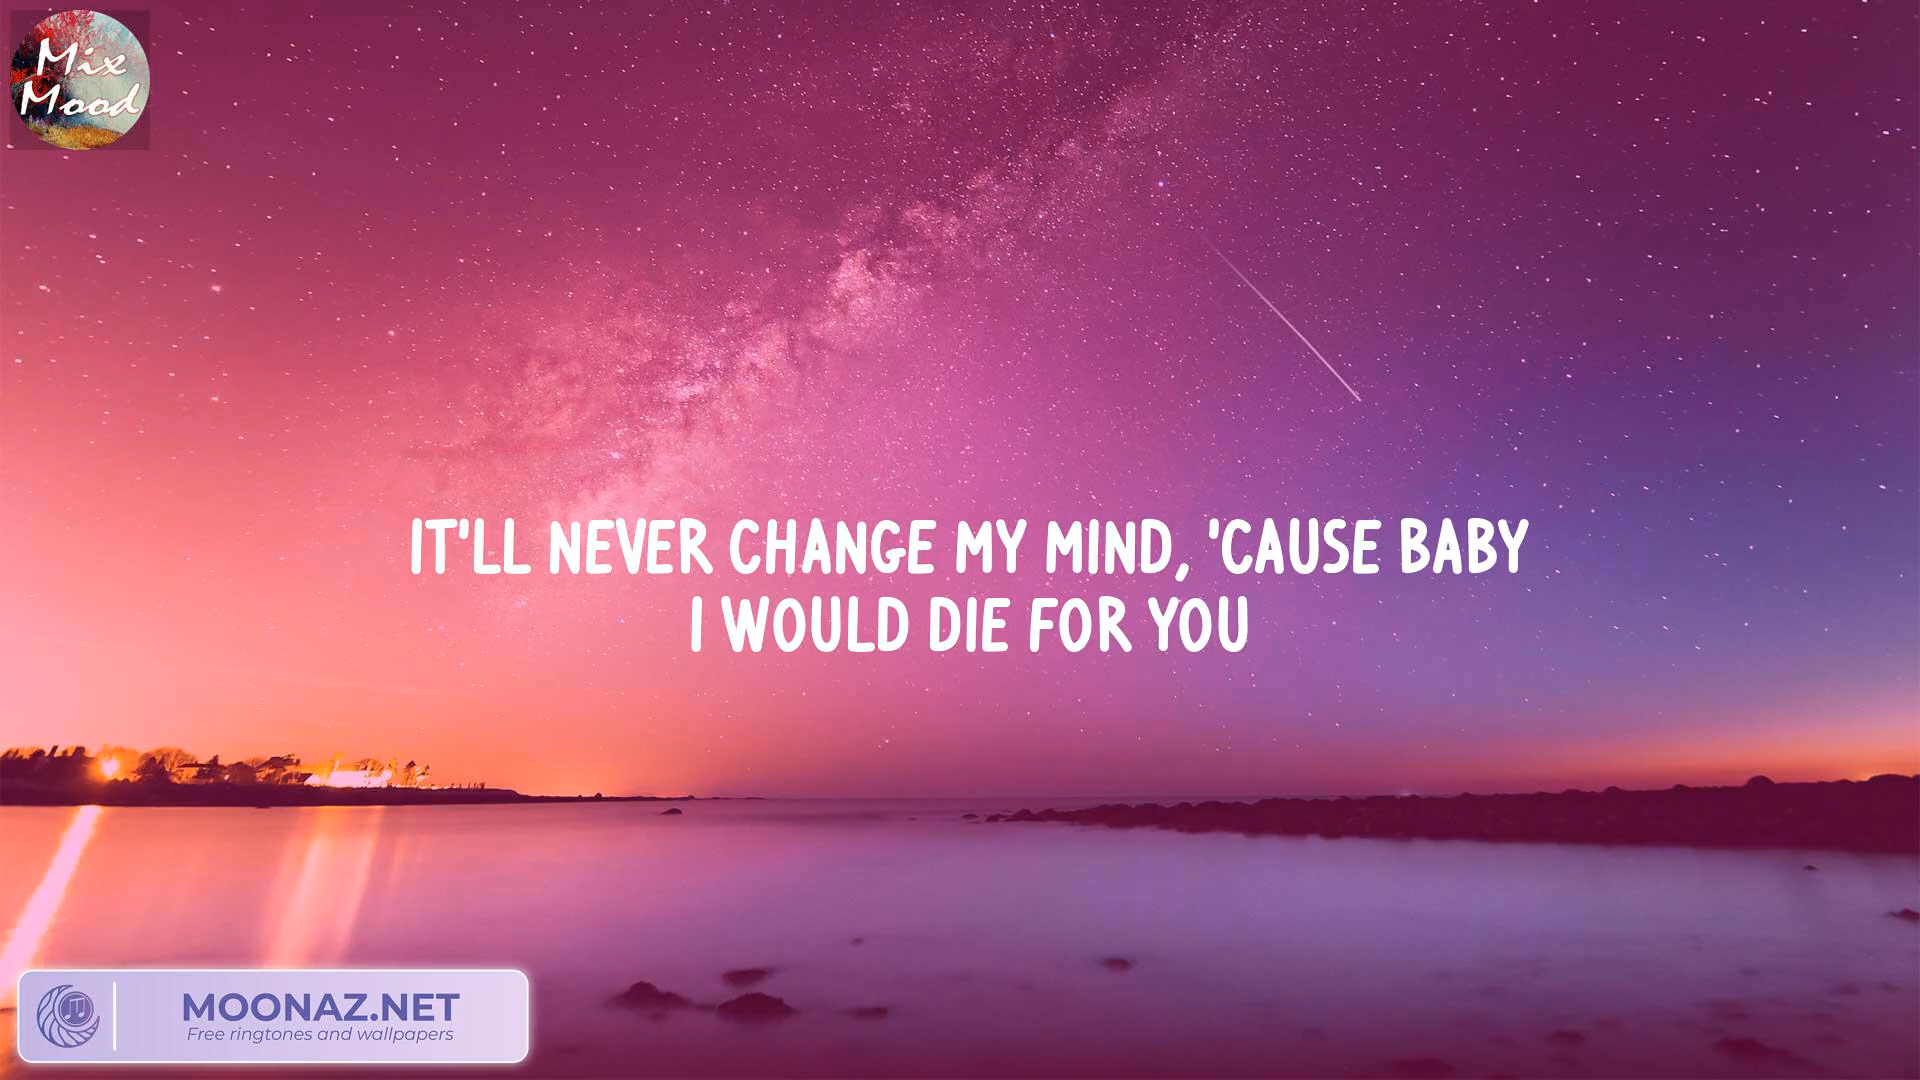 Mix
Mood
IT'LL NEVER CHANGE MY MIND, 'CAUSE BABY
I WOULD DIE FOR YOU
MOONAZ.NET
Free ringtones and wallpapers